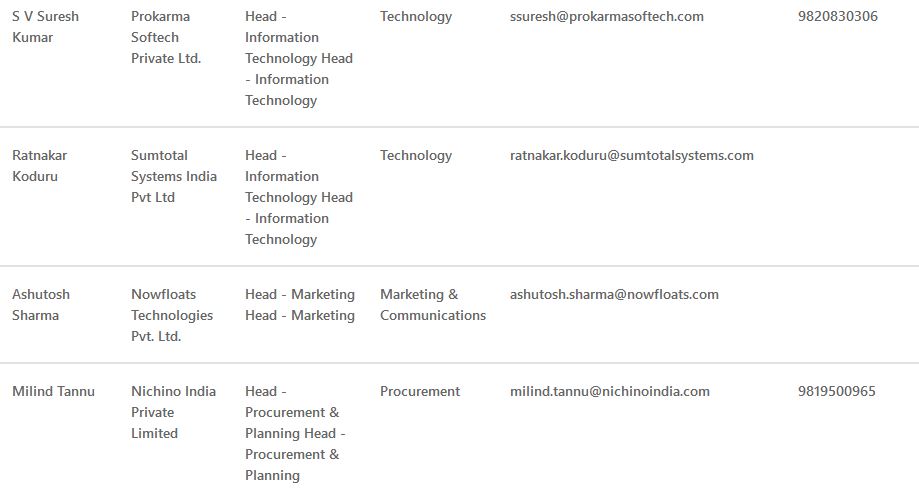 S V Suresh Kumar
Prokarma Softech Private Ltd.
Head - Information Technology Head - Information Technology
Technology
ssuresh@prokarmasoftech.com
9820830306
Ratnakar Koduru
Sumtotal Systems India Pvt Ltd
Head - Information Technology Head - Information Technology
Technology
ratnakar.koduru@sumtotalsystems.com
Ashutosh Sharma
Nowfloats Technologies Pvt. Ltd.
Head - Marketing Head - Marketing
Marketing & Communications
ashutosh.sharma@nowfloats.com
Milind Tannu
Nichino India Private Limited
Head - Procurement & Planning Head - Procurement & Planning
Procurement
milind.tannu@nichinoindia.com
9819500965